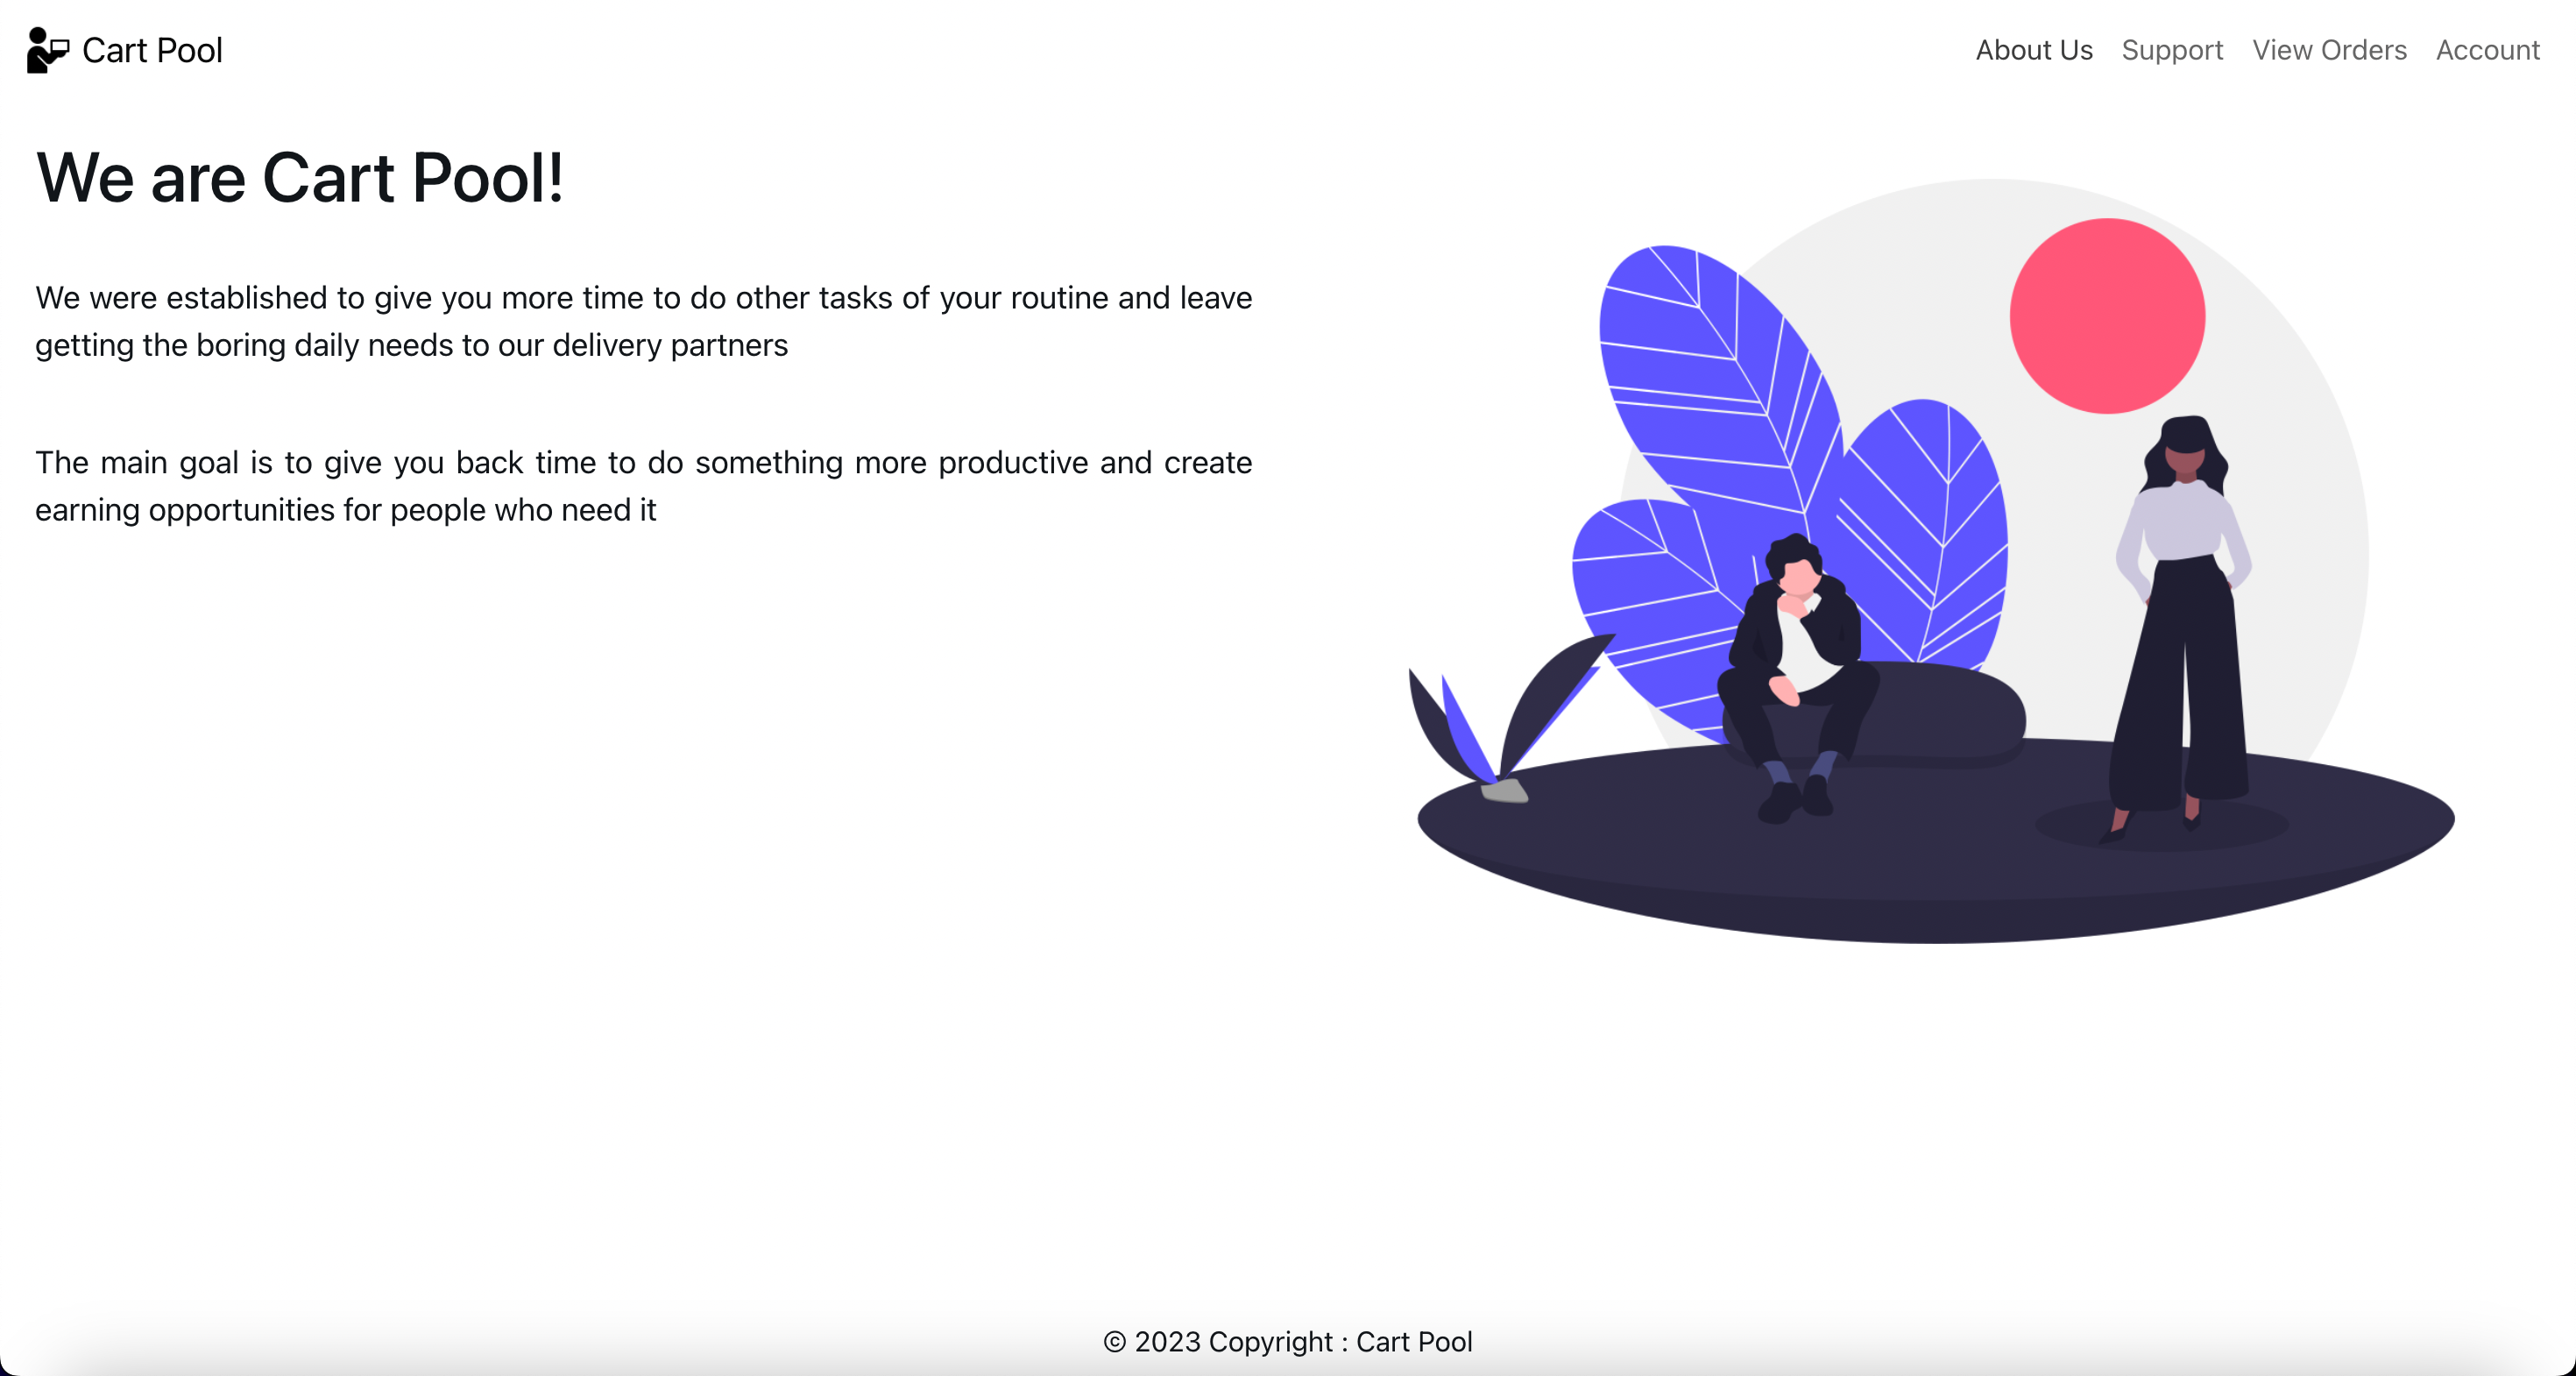 Cart Pool
About Us Support View Orders Account
We are Cart Pool!
We were established to give you more time to do other tasks of your routine and leave
getting the boring daily needs to our delivery partners
The main goal is to give you back time to do something more productive and create
earning opportunities for people who need it
© 2023 Copyright : Cart Pool